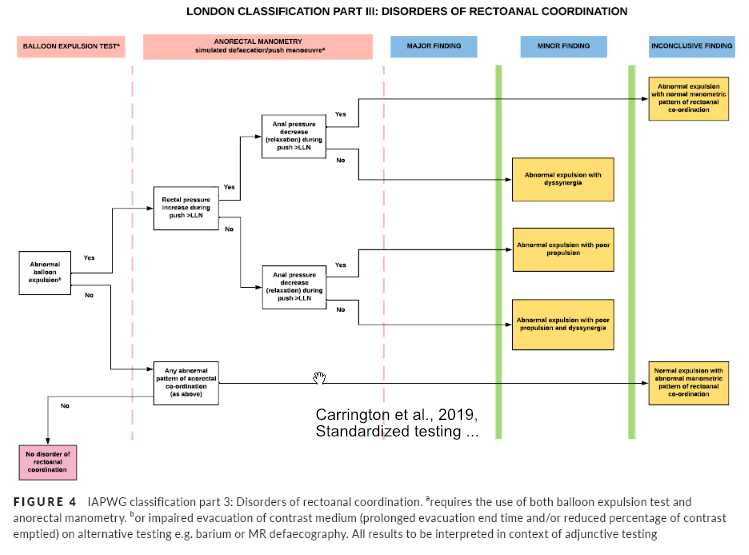 LONDON CLASSIFICATION PART III: DISORDERS OF RECTOANAL COORDINATION
BALLOON EXPULSION TESTᵃ
ANORECTAL MANOMETRY
simulated defaecation/push manoeuvreᵃ
MAJOR FINDING
MINOR FINDING
INCONCLUSIVE FINDING
Abnormal expulsion
with normal manometric
pattern of rectoanal
co-ordination
Yes
Anal pressure
decrease
(relaxation) during
push >LLN
No
Abnormal expulsion with
dyssynergia
Yes
Rectal pressure
increase during
push >LLN
No
Abnormal expulsion with poor
propulsion
Yes
Abnormal
balloon
expulsionᵇ
No
Yes
Anal pressure
decrease
(relaxation) during
push >LLN
No
Abnormal expulsion with poor
propulsion and dyssynergia
Any abnormal
pattern of anorectal
co-ordination
(as above)
Normal expulsion with
abnormal manometric
pattern of rectoanal
co-ordination
No
Carrington et al., 2019,
Standardized testing ...
No disorder of
rectoanal
coordination
FIGURE 4 IAPWG classification part 3: Disorders of rectoanal coordination. ᵃrequires the use of both balloon expulsion test and
anorectal manometry. ᵇor impaired evacuation of contrast medium (prolonged evacuation end time and/or reduced percentage of contrast
emptied) on alternative testing e.g. barium or MR defaecography. All results to be interpreted in context of adjunctive testing